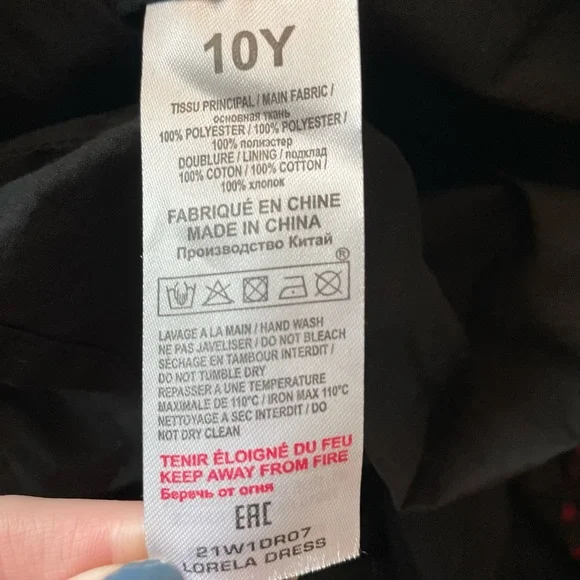 10Y
TISSU PRINCIPAL / MAIN FABRIC /
основная ткань
100% POLYESTER / 100% POLYESTER /
100% полиэстер
DOUBLURE / LINING / подклад
100% COTON / 100% COTTON /
100% хлопок
FABRIQUÉ EN CHINE
MADE IN CHINA
Производство Китай
®
LAVAGE A LA MAIN / HAND WASH
NE PAS JAVELISER / DO NOT BLEACH
SÉCHAGE EN TAMBOUR INTERDIT /
DO NOT TUMBLE DRY
REPASSER A UNE TEMPERATURE
MAXIMALE DE 110°C / IRON MAX 110°C
NETTOYAGE A SEC INTERDIT / DO
NOT DRY CLEAN
TENIR ÉLOIGNÉ DU FEU
KEEP AWAY FROM FIRE
Беречь от огня
EAC
21W1DR07
LORELA DRESS